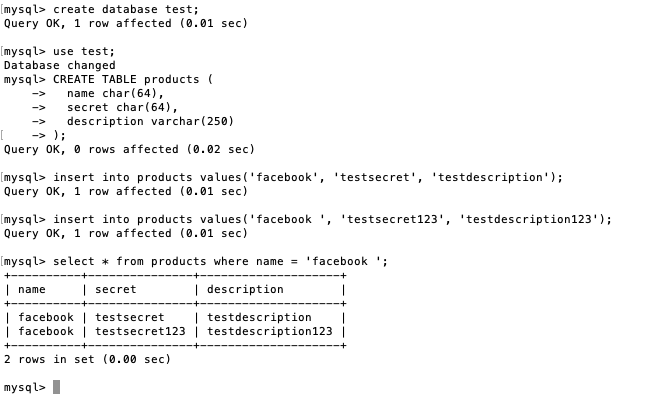 [mysql> create database test;
Query OK, 1 row affected (0.01 sec)
[mysql> use test;
Database changed
mysql> CREATE TABLE products (
    ->   name char(64),
    ->   secret char(64),
    ->   description varchar(250)
[    -> );
Query OK, 0 rows affected (0.02 sec)
[mysql> insert into products values('facebook', 'testsecret', 'testdescription');
Query OK, 1 row affected (0.01 sec)
[mysql> insert into products values('facebook ', 'testsecret123', 'testdescription123');
Query OK, 1 row affected (0.01 sec)
[mysql> select * from products where name = 'facebook ';
+----------+---------------+--------------------+
| name     | secret        | description        |
+----------+---------------+--------------------+
| facebook | testsecret    | testdescription    |
| facebook | testsecret123 | testdescription123 |
+----------+---------------+--------------------+
2 rows in set (0.00 sec)
mysql>